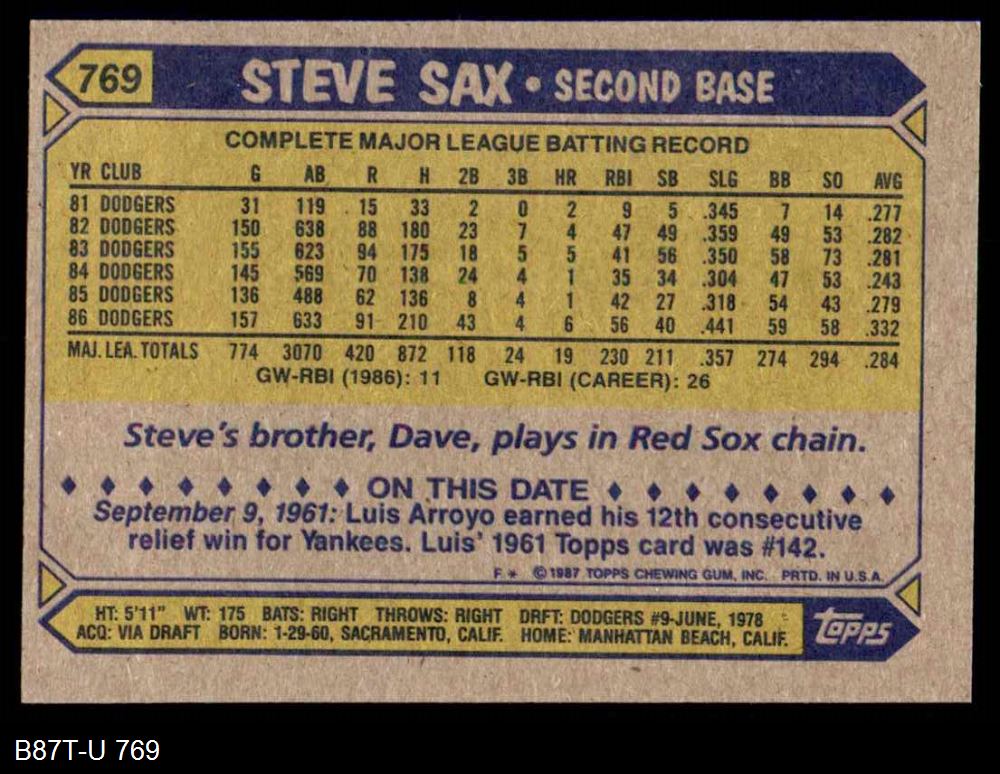 769 STEVE SAX • SECOND BASE
COMPLETE MAJOR LEAGUE BATTING RECORD
YR CLUB G AB R H 2B 3B HR RBI SB SLG BB SO AVG
81 DODGERS 31 119 15 33 2 0 2 9 5 .345 7 14 .277
82 DODGERS 150 638 88 180 23 7 4 47 49 .359 49 53 .282
83 DODGERS 155 623 94 175 18 5 5 41 56 .350 58 73 .281
84 DODGERS 145 569 70 138 24 4 1 35 34 .304 47 53 .243
85 DODGERS 136 488 62 136 8 4 1 42 27 .318 54 43 .279
86 DODGERS 157 633 91 210 43 4 6 56 40 .441 59 58 .332
MAJ. LEA. TOTALS 774 3070 420 872 118 24 19 230 211 .357 274 294 .284
GW-RBI (1986): 11 GW-RBI (CAREER): 26
Steve's brother, Dave, plays in Red Sox chain.
ON THIS DATE
September 9, 1961: Luis Arroyo earned his 12th consecutive
relief win for Yankees. Luis' 1961 Topps card was #142.
F * © 1987 TOPPS CHEWING GUM, INC. PRTD. IN U.S.A.
HT: 5'11" WT: 175 BATS: RIGHT THROWS: RIGHT DRFT: DODGERS #9-JUNE, 1978
ACQ: VIA DRAFT BORN: 1-29-60, SACRAMENTO, CALIF. HOME: MANHATTAN BEACH, CALIF.
Topps
B87T-U 769